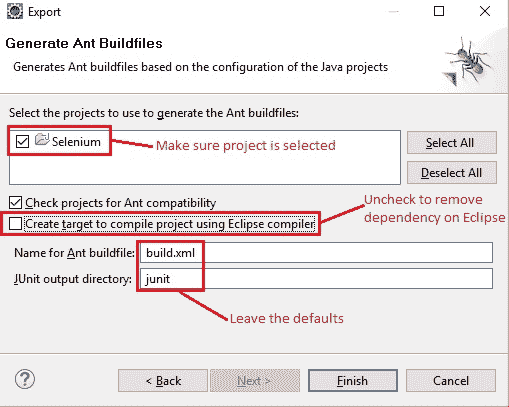 Export
Generate Ant Buildfiles
Generates Ant buildfiles based on the configuration of the Java projects
Select the projects to use to generate the Ant buildfiles:
Selenium
Make sure project is selected
Select All
Deselect All
Check projects for Ant compatibility
Create target to compile project using Eclipse compiler
Uncheck to remove
dependency on Eclipse
Name for Ant buildfile: build.xml
JUnit output directory: junit
Leave the defaults
< Back Next > Finish Cancel